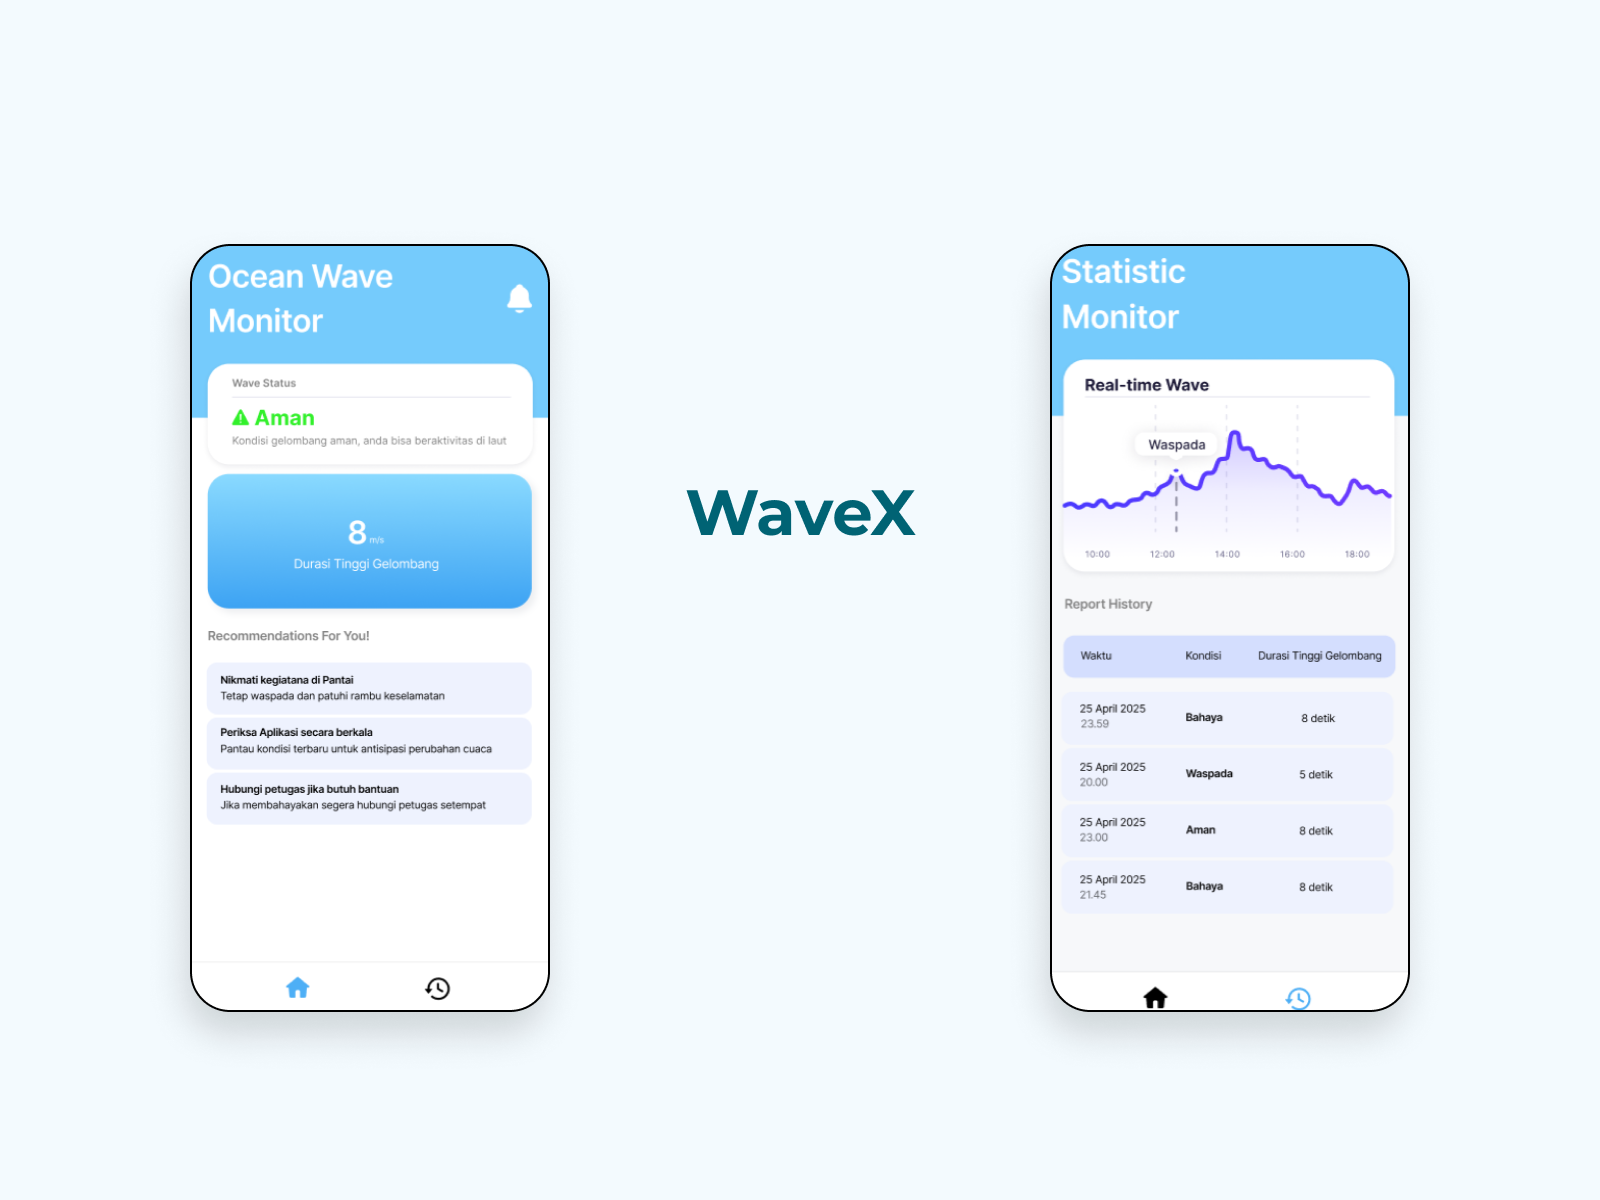 Ocean Wave
Monitor
Wave Status
Aman
Kondisi gelombang aman, anda bisa beraktivitas di laut
8 m/s
Durasi Tinggi Gelombang
Recommendations For You!
Nikmati kegiatana di Pantai
Tetap waspada dan patuhi rambu keselamatan
Periksa Aplikasi secara berkala
Pantau kondisi terbaru untuk antisipasi perubahan cuaca
Hubungi petugas jika butuh bantuan
Jika membahayakan segera hubungi petugas setempat
WaveX
Statistic
Monitor
Real-time Wave
Waspada
10:00 12:00 14:00 16:00 18:00
Report History
Waktu Kondisi Durasi Tinggi Gelombang
25 April 2025
23.59
Bahaya 8 detik
25 April 2025
20.00
Waspada 5 detik
25 April 2025
23.00
Aman 8 detik
25 April 2025
21.45
Bahaya 8 detik